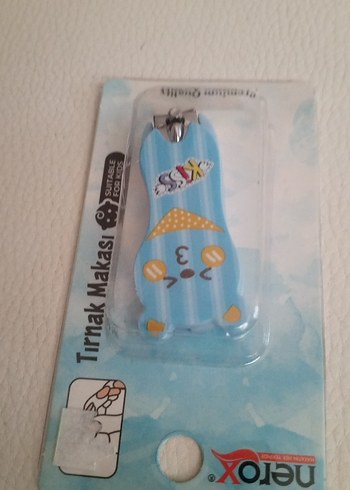 Premium Quality
Tırnak Makası
SUITABLE
FOR KIDS
nerox®